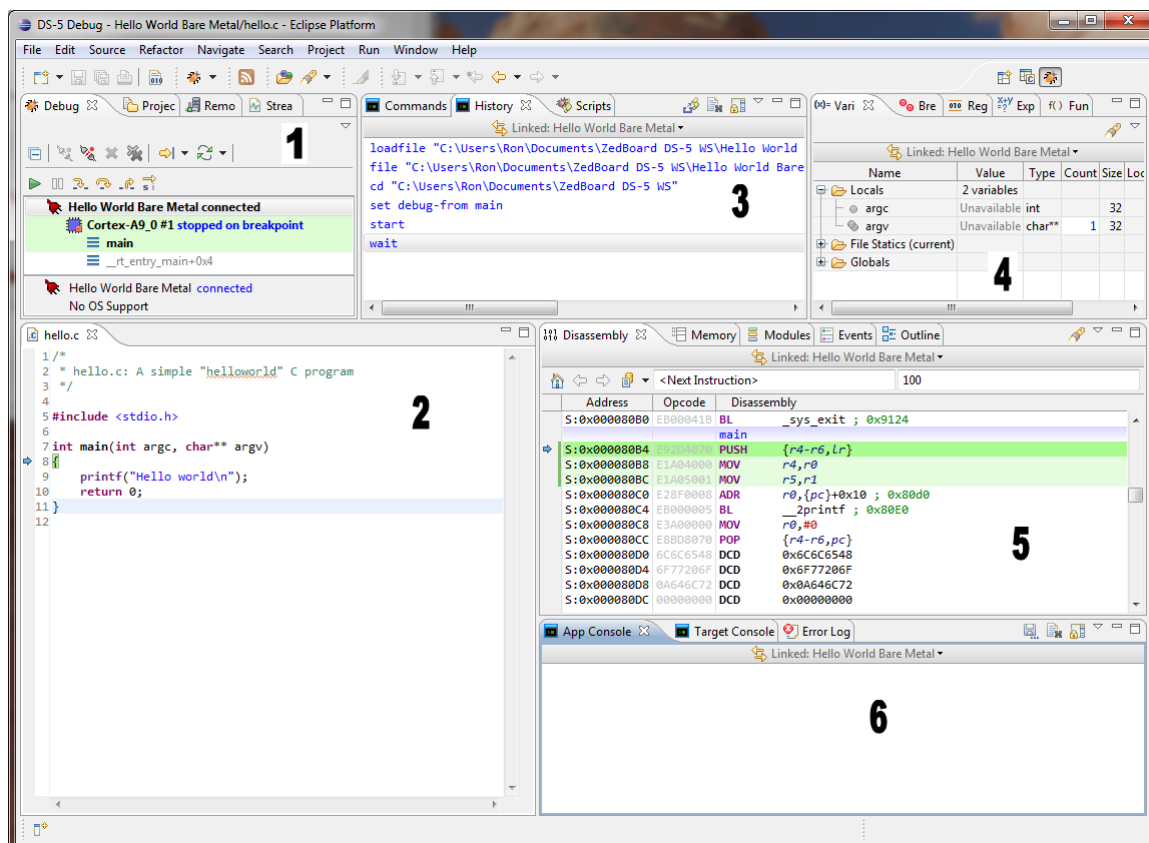 DS-5 Debug - Hello World Bare Metal/hello.c - Eclipse Platform
File Edit Source Refactor Navigate Search Project Run Window Help
Debug Projec Remo Strea
1
Hello World Bare Metal connected
Cortex-A9_0 #1 stopped on breakpoint
main
__rt_entry_main+0x4
Hello World Bare Metal connected
No OS Support
Commands History Scripts
Linked: Hello World Bare Metal
loadfile "C:\Users\Ron\Documents\ZedBoard DS-5 WS\Hello World
file "C:\Users\Ron\Documents\ZedBoard DS-5 WS\Hello World Bare
cd "C:\Users\Ron\Documents\ZedBoard DS-5 WS"
set debug-from main
start
wait
3
(x)= Vari Bre Reg Exp f() Fun
Linked: Hello World Bare Metal
Name Value Type Count Size Loc
Locals 2 variables
argc Unavailable int 32
argv Unavailable char** 1 32
File Statics (current)
Globals
4
hello.c
1 /*
2 * hello.c: A simple "helloworld" C program
3 */
4
5 #include <stdio.h>
6
7 int main(int argc, char** argv)
8 {
9 printf("Hello world\n");
10 return 0;
11 }
12
2
Disassembly Memory Modules Events Outline
Linked: Hello World Bare Metal
<Next Instruction> 100
Address Opcode Disassembly
S:0x000080B0 EB00041B BL _sys_exit ; 0x9124
main
S:0x000080B4 E92D4070 PUSH {r4-r6,lr}
S:0x000080B8 E1A04000 MOV r4,r0
S:0x000080BC E1A05001 MOV r5,r1
S:0x000080C0 E28F0008 ADR r0,{pc}+0x10 ; 0x80d0
S:0x000080C4 EB000005 BL __2printf ; 0x80E0
S:0x000080C8 E3A00000 MOV r0,#0
S:0x000080CC E8BD8070 POP {r4-r6,pc}
S:0x000080D0 6C6C6548 DCD 0x6C6C6548
S:0x000080D4 6F77206F DCD 0x6F77206F
S:0x000080D8 0A646C72 DCD 0x0A646C72
S:0x000080DC 00000000 DCD 0x00000000
5
App Console Target Console Error Log
Linked: Hello World Bare Metal
6